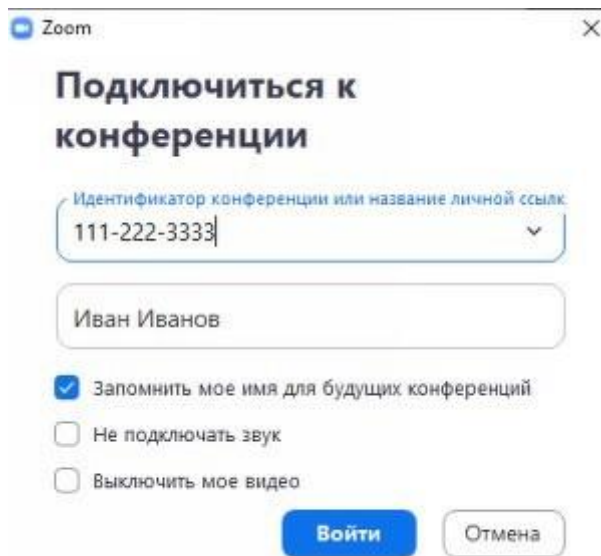 Zoom
Подключиться к
конференции
Идентификатор конференции или название личной ссылк
111-222-3333
Иван Иванов
Запомнить мое имя для будущих конференций
Не подключать звук
Выключить мое видео
Войти Отмена